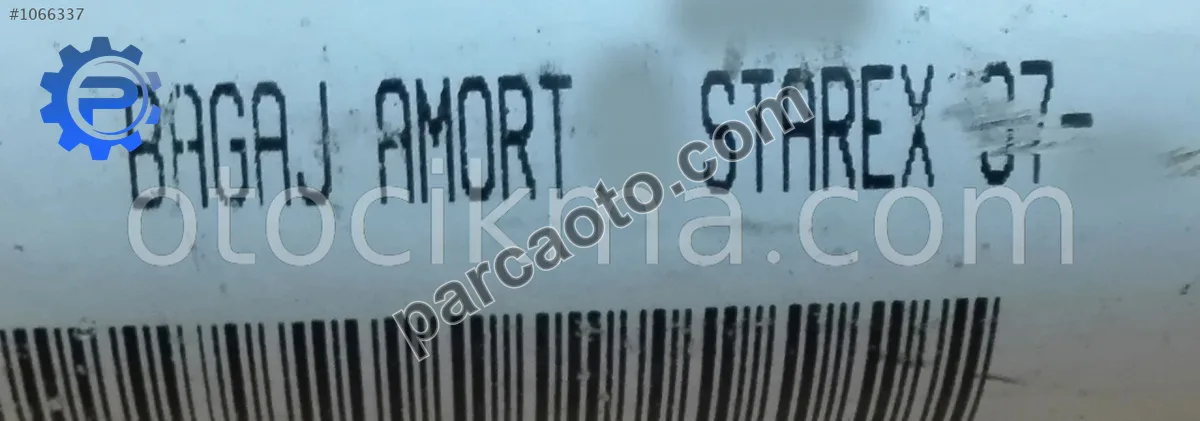 #1066337
BAGAJ AMORT STAREX 07-
otocikma.com
parcaoto.com